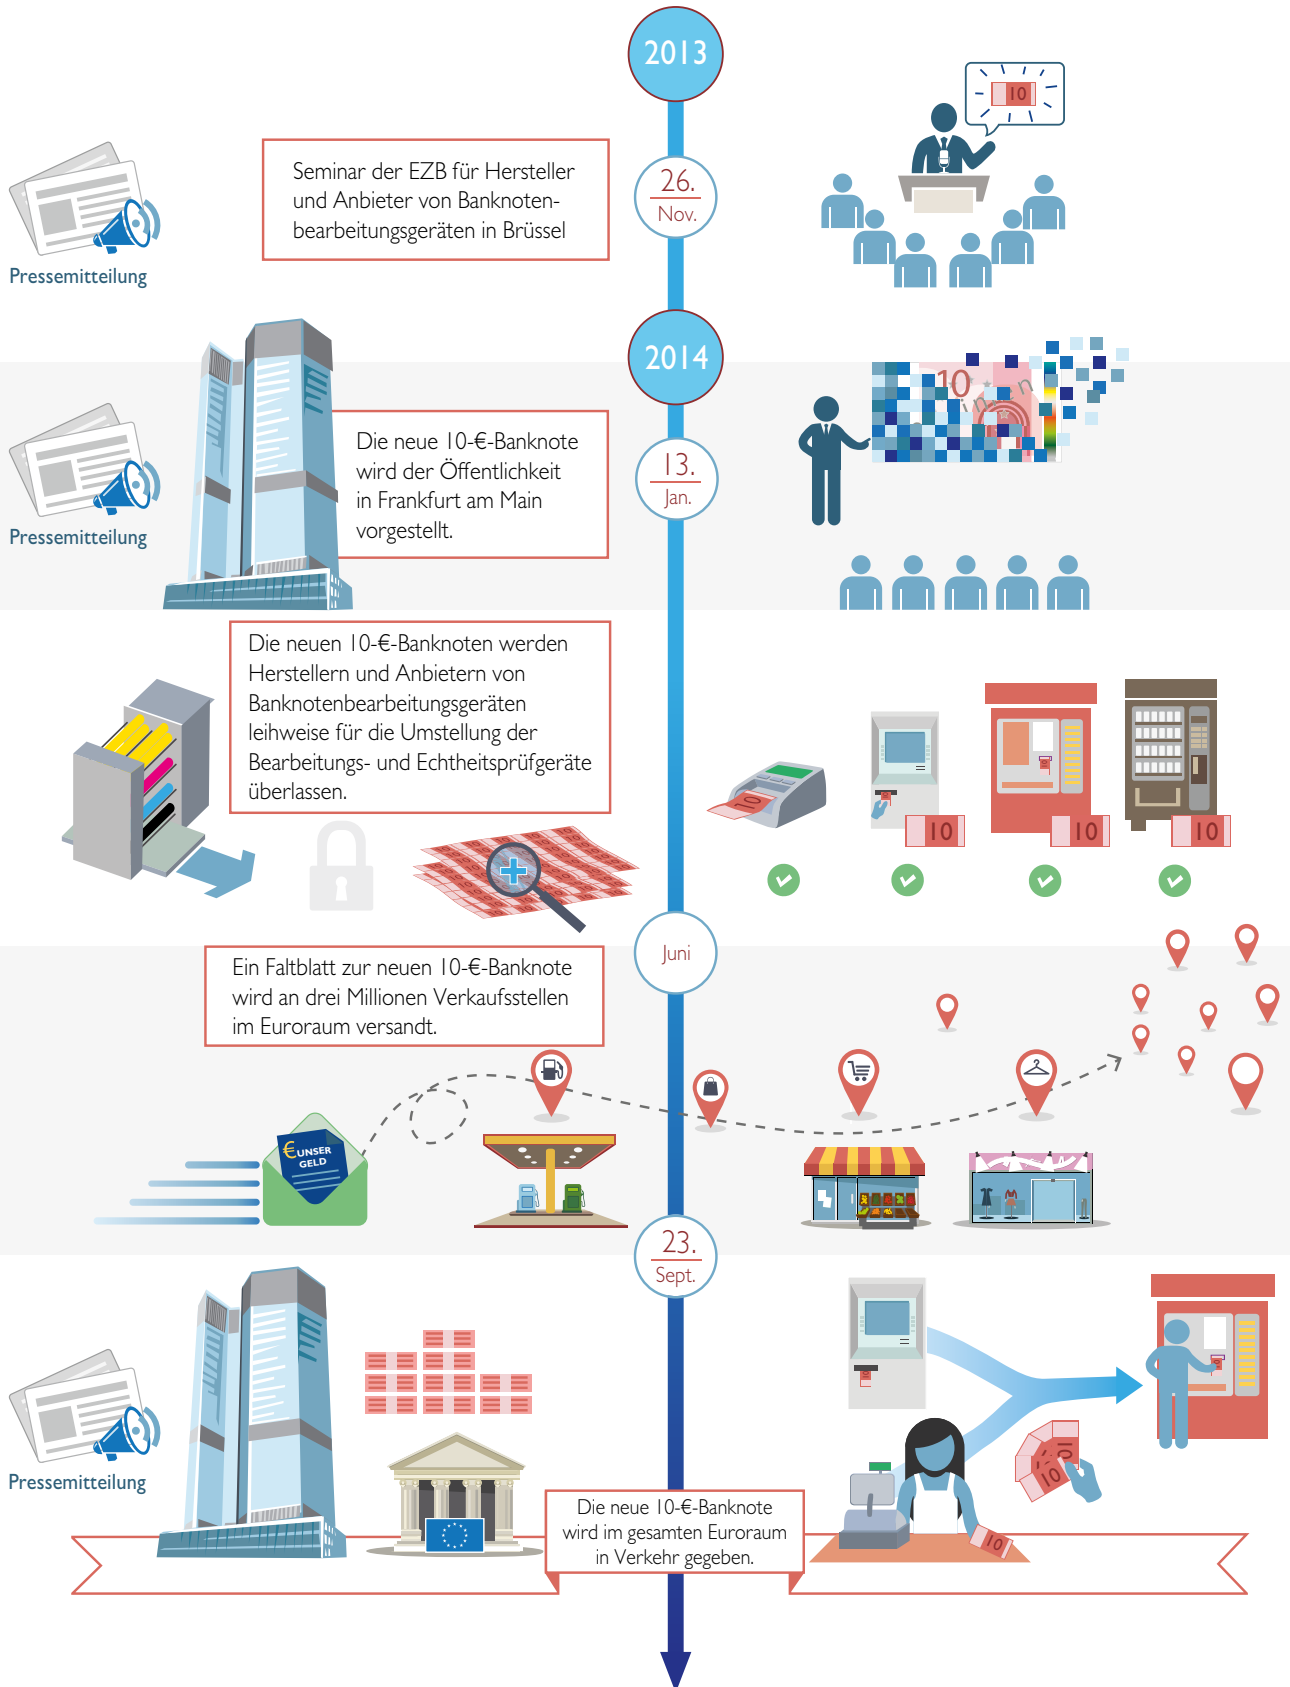 2013
10
Seminar der EZB für Hersteller
und Anbieter von Banknoten-
bearbeitungsgeräten in Brüssel
26.
Nov.
Pressemitteilung
2014
10
Die neue 10-€-Banknote
wird der Öffentlichkeit
in Frankfurt am Main
vorgestellt.
13.
Jan.
Pressemitteilung
Die neuen 10-€-Banknoten werden
Herstellern und Anbietern von
Banknotenbearbeitungsgeräten
leihweise für die Umstellung der
Bearbeitungs- und Echtheitsprüfgeräte
überlassen.
10
10
10
10
Juni
Ein Faltblatt zur neuen 10-€-Banknote
wird an drei Millionen Verkaufsstellen
im Euroraum versandt.
€UNSER
GELD
23.
Sept.
Pressemitteilung
10
10
10
Die neue 10-€-Banknote
wird im gesamten Euroraum
in Verkehr gegeben.